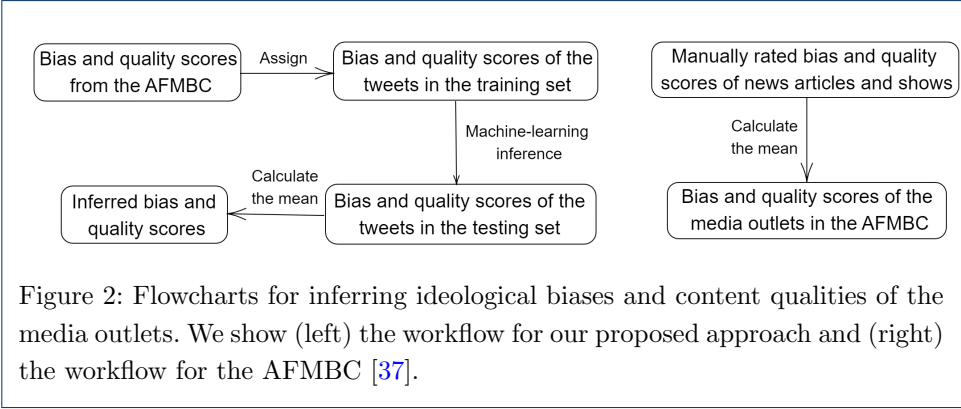 Bias and quality scores
from the AFMBC
Assign
Bias and quality scores of the
tweets in the training set
Machine-learning
inference
Bias and quality scores of the
tweets in the testing set
Calculate
the mean
Inferred bias and
quality scores
Manually rated bias and quality
scores of news articles and shows
Calculate
the mean
Bias and quality scores of the
media outlets in the AFMBC
Figure 2: Flowcharts for inferring ideological biases and content qualities of the
media outlets. We show (left) the workflow for our proposed approach and (right)
the workflow for the AFMBC [37].